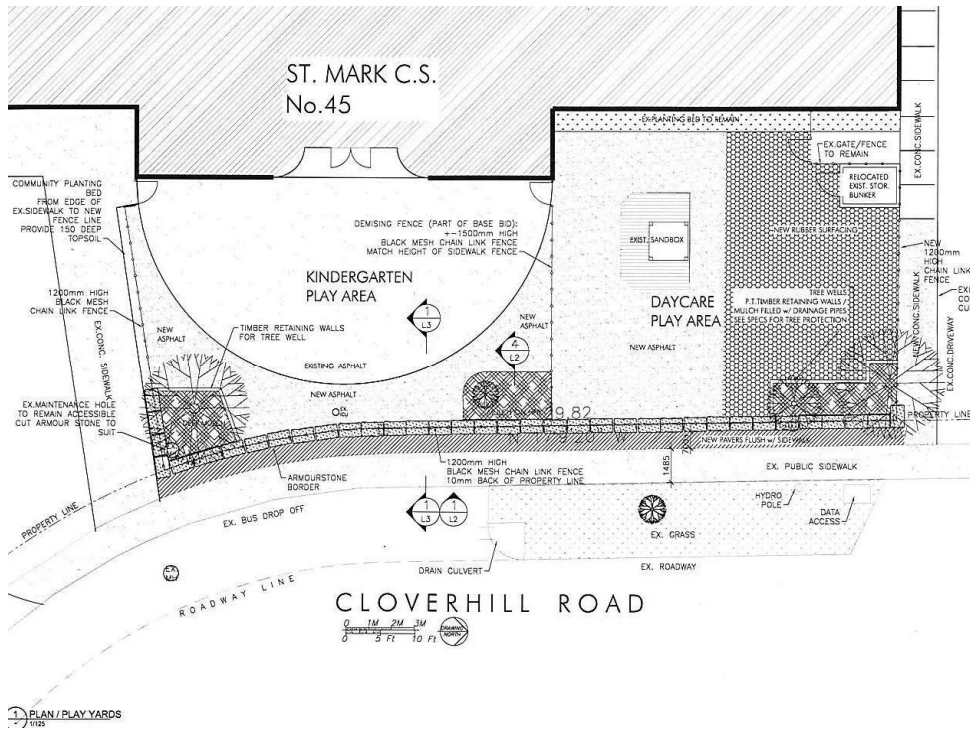 ST. MARK C.S.
No.45
EX.PLANTING BED TO REMAIN
EX.GATE/FENCE
TO REMAIN
RELOCATED
EXIST. STOR.
BUNKER
EX.CONC.SIDEWALK
COMMUNITY PLANTING
BED
FROM EDGE OF
EX.SIDEWALK TO NEW
FENCE LINE
PROVIDE 150 DEEP
TOPSOIL
DEMISING FENCE (PART OF BASE BID):
+-1500mm HIGH
BLACK MESH CHAIN LINK FENCE
MATCH HEIGHT OF SIDEWALK FENCE
EXIST. SANDBOX
NEW RUBBER SURFACING
NEW
1200mm
HIGH
CHAIN LINK
FENCE
KINDERGARTEN
PLAY AREA
1200mm HIGH
BLACK MESH
CHAIN LINK FENCE
EX.CONC. SIDEWALK
DAYCARE
PLAY AREA
TREE WELLS
P.T.TIMBER RETAINING WALLS /
MULCH FILLED w/ DRAINAGE PIPES
SEE SPECS FOR TREE PROTECTION
NEW CONC.SIDEWALK
EX.CONC.DRIVEWAY
1
L3
NEW
ASPHALT
TIMBER RETAINING WALLS
FOR TREE WELL
NEW
ASPHALT
4
L2
NEW ASPHALT
EXISTING ASPHALT
NEW ASPHALT
EX.MAINTENANCE HOLE
TO REMAIN ACCESSIBLE
CUT ARMOUR STONE TO
SUIT
PROPERTY LINE
NEW PAVERS FLUSH w/ SIDEWALK
1200mm HIGH
BLACK MESH CHAIN LINK FENCE
10mm BACK OF PROPERTY LINE
1485
EX. PUBLIC SIDEWALK
ARMOURSTONE
BORDER
PROPERTY LINE
EX. BUS DROP OFF
1
L3
1
L2
HYDRO
POLE
DATA
ACCESS
EX. GRASS
DRAIN CULVERT
EX. ROADWAY
EX.
MH
ROADWAY LINE
CLOVERHILL ROAD
0 1M 2M 3M
0 5 Ft 10 Ft
DRAWING
NORTH
1 PLAN / PLAY YARDS
1/125